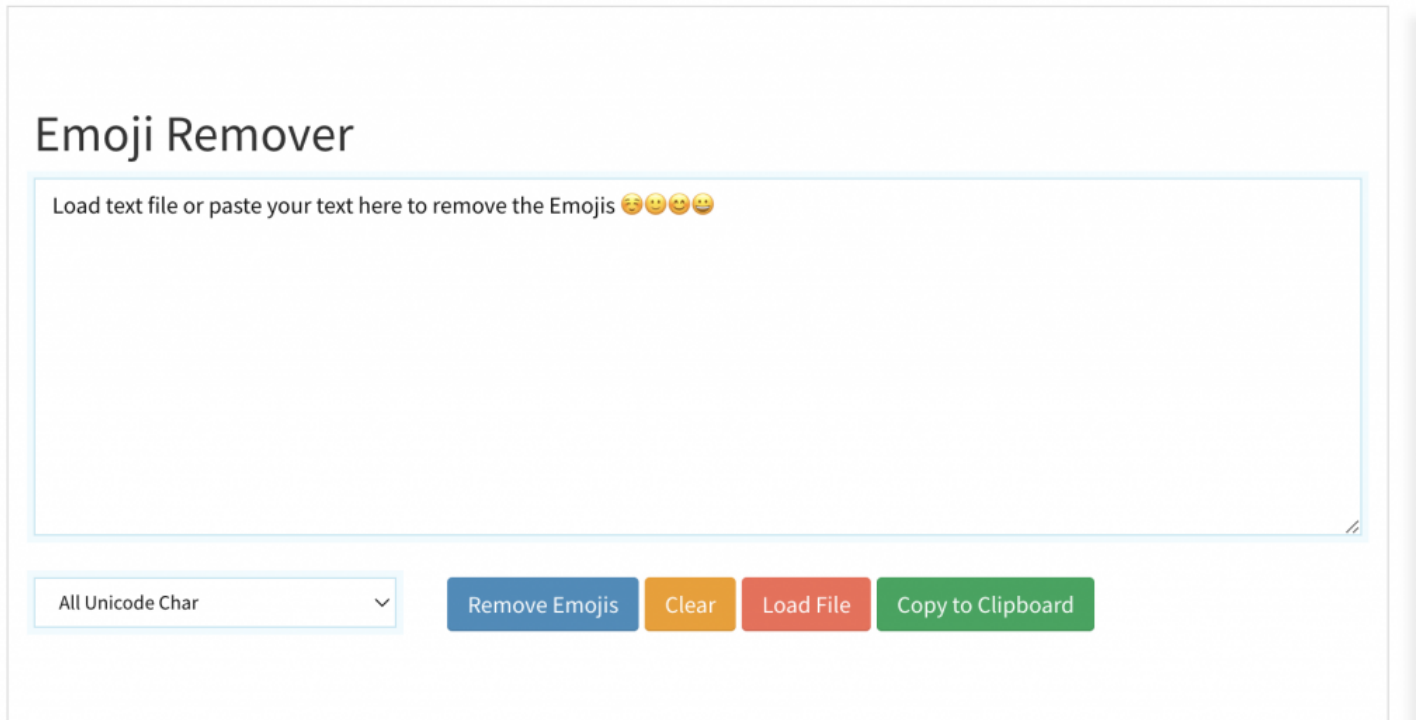 Emoji Remover
Load text file or paste your text here to remove the Emojis ☺️🙂😊😀
All Unicode Char
Remove Emojis
Clear
Load File
Copy to Clipboard